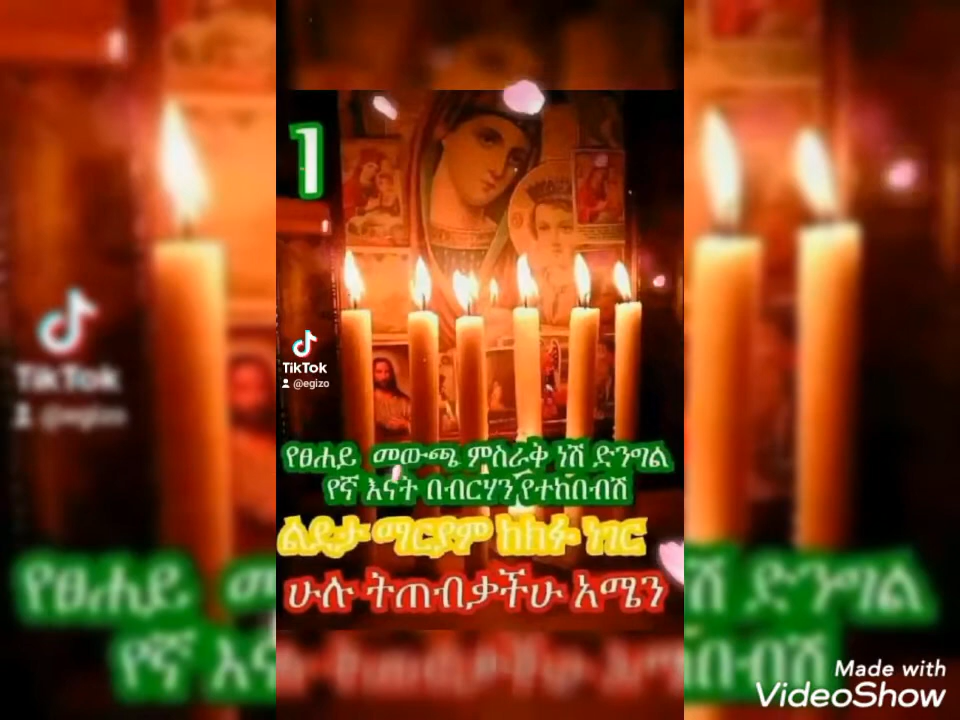 1
TikTok
@egizo
የፀሐይ መውጫ ምስራቅ ነሽ ድንግል
የኛ እናት በብርሃን የተከበብሽ
ልደታ ማርያም ከክፉ ነገር
ሁሉ ትጠብቃችሁ አሜን
Made with
VideoShow